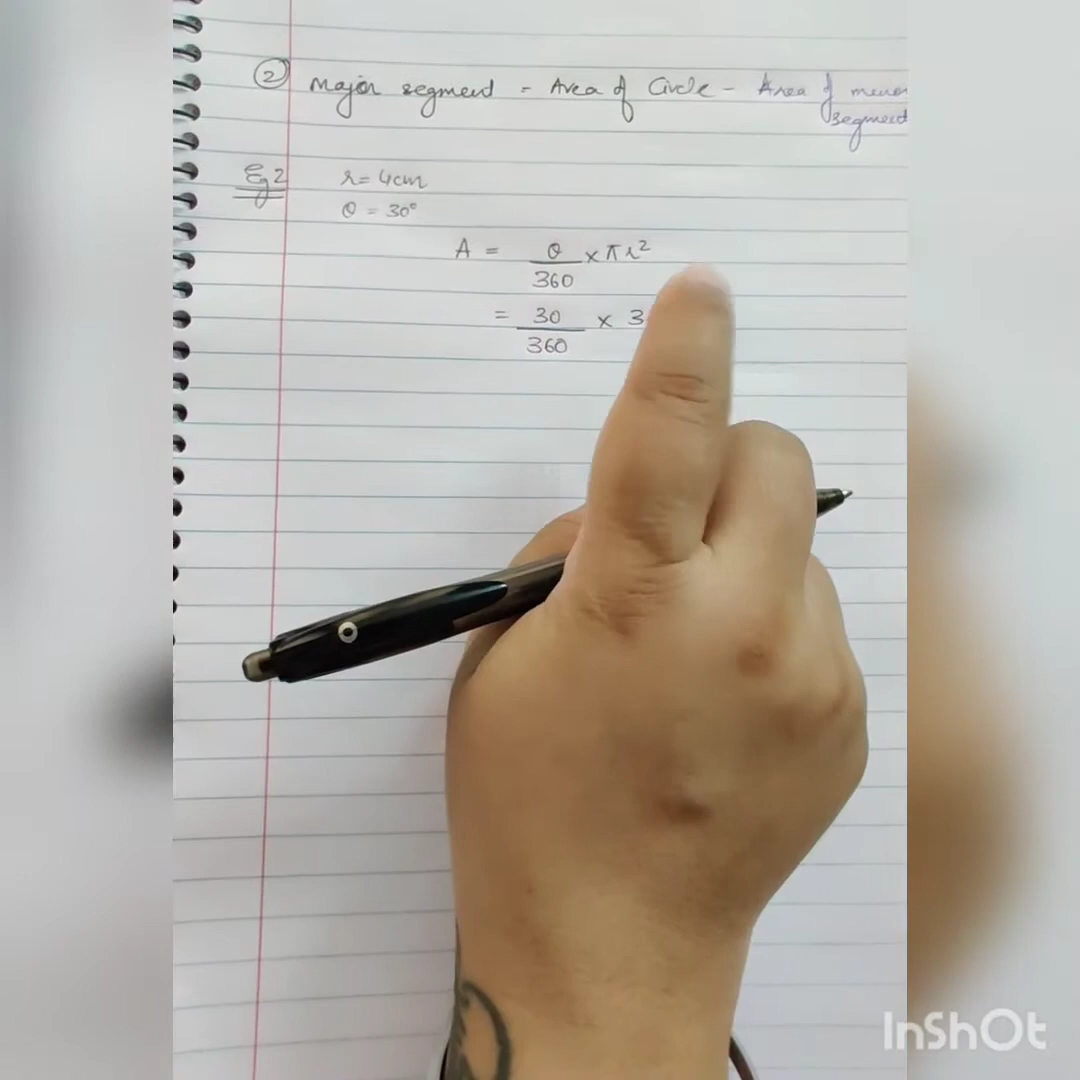 ② Major segment = Area of Circle - Area of menor
segment
Eg 2 r = 4cm
θ = 30°
A = θ/360 × πr²
= 30/360 × 3
InShOt